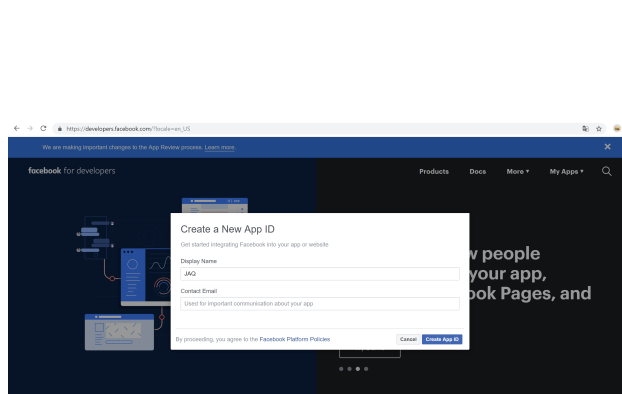 https://developers.facebook.com/?locale=en_US
We are making important changes to the App Review process. Learn more.
facebook for developers
Products Docs More My Apps
Create a New App ID
Get started integrating Facebook into your app or website
Display Name
JAQ
Contact Email
Used for important communication about your app
By proceeding, you agree to the Facebook Platform Policies
Cancel Create App ID
people
your app,
Pages, and